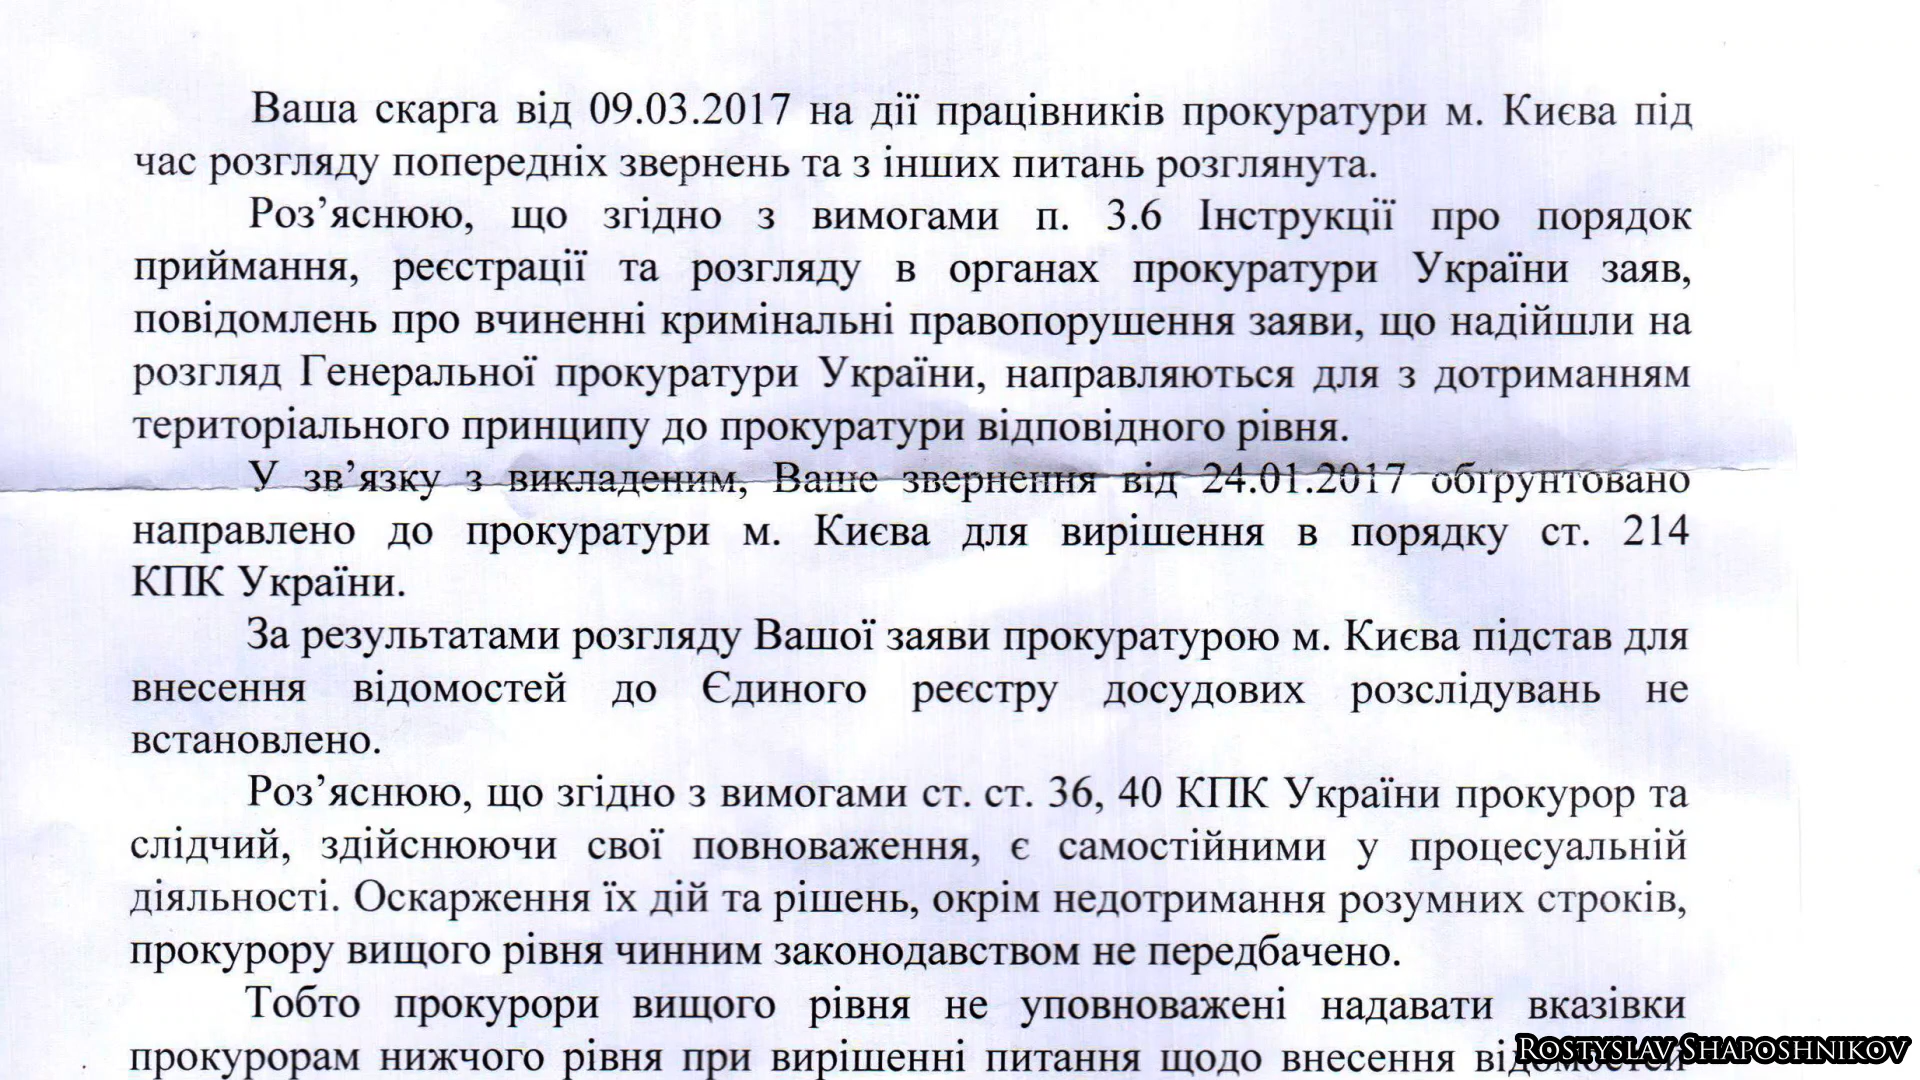 Ваша скарга від 09.03.2017 на дії працівників прокуратури м. Києва під
час розгляду попередніх звернень та з інших питань розглянута.
Роз’яснюю, що згідно з вимогами п. 3.6 Інструкції про порядок
приймання, реєстрації та розгляду в органах прокуратури України заяв,
повідомлень про вчиненні кримінальні правопорушення заяви, що надійшли на
розгляд Генеральної прокуратури України, направляються для з дотриманням
територіального принципу до прокуратури відповідного рівня.
У зв’язку з викладеним, Ваше звернення від 24.01.2017 обґрунтовано
направлено до прокуратури м. Києва для вирішення в порядку ст. 214
КПК України.
За результатами розгляду Вашої заяви прокуратурою м. Києва підстав для
внесення відомостей до Єдиного реєстру досудових розслідувань не
встановлено.
Роз’яснюю, що згідно з вимогами ст. ст. 36, 40 КПК України прокурор та
слідчий, здійснюючи свої повноваження, є самостійними у процесуальній
діяльності. Оскарження їх дій та рішень, окрім недотримання розумних строків,
прокурору вищого рівня чинним законодавством не передбачено.
Тобто прокурори вищого рівня не уповноважені надавати вказівки
прокурорам нижчого рівня при вирішенні питання щодо внесення відомостей
Rostyslav Shaposhnikov